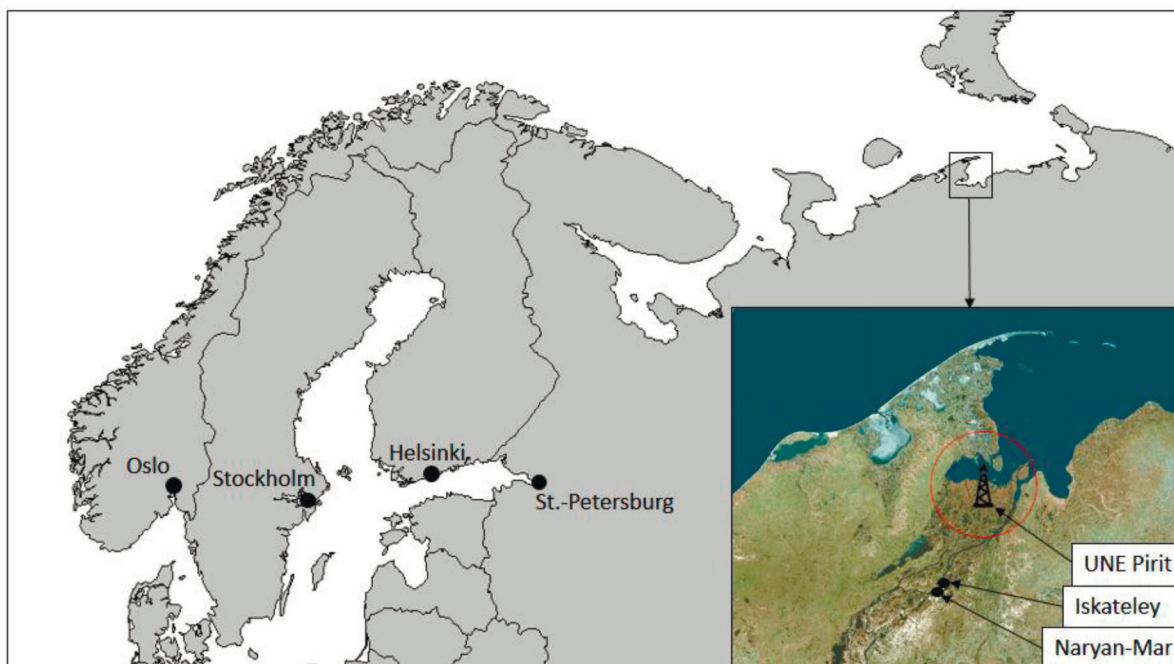 Oslo
Stockholm
Helsinki
St.-Petersburg
UNE Pirit
Iskateley
Naryan-Mar